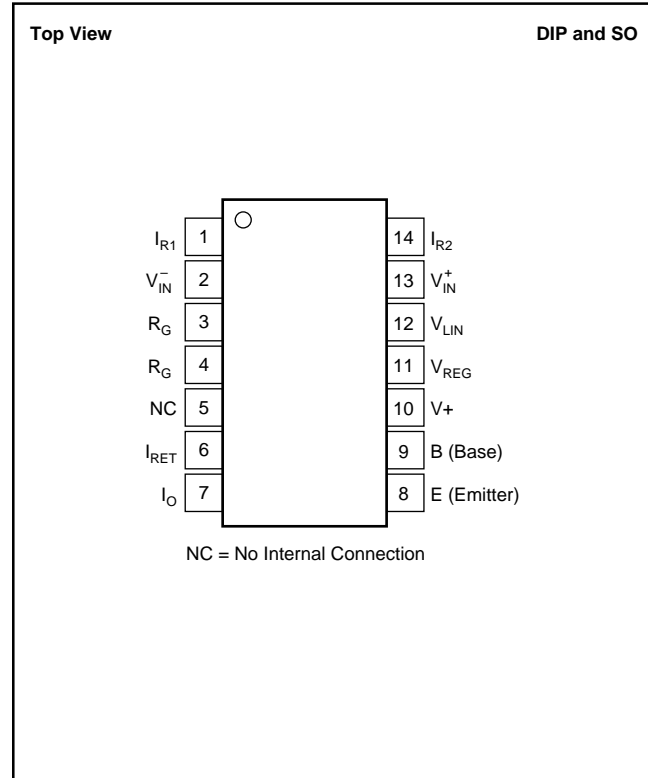 Top View DIP and SO
I_R1 1 14 I_R2
V_IN^− 2 13 V_IN^+
R_G 3 12 V_LIN
R_G 4 11 V_REG
NC 5 10 V+
I_RET 6 9 B (Base)
I_O 7 8 E (Emitter)
NC = No Internal Connection